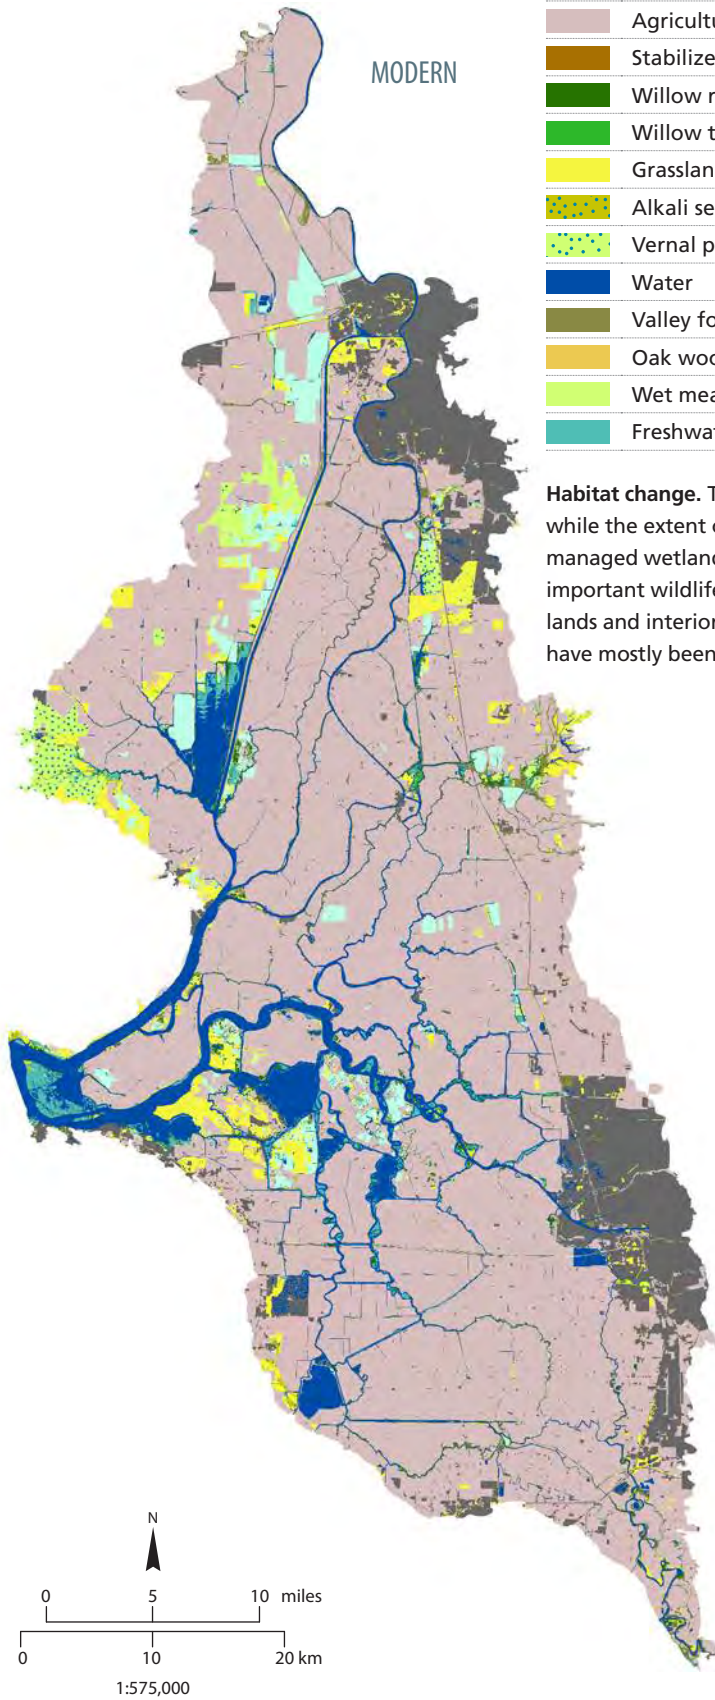 MODERN
Agricultu
Stabilize
Willow r
Willow t
Grasslan
Alkali se
Vernal p
Water
Valley fo
Oak woo
Wet mea
Freshwat
Habitat change. T
while the extent o
managed wetland
important wildlife
lands and interior
have mostly been
N
0 5 10 miles
0 10 20 km
1:575,000